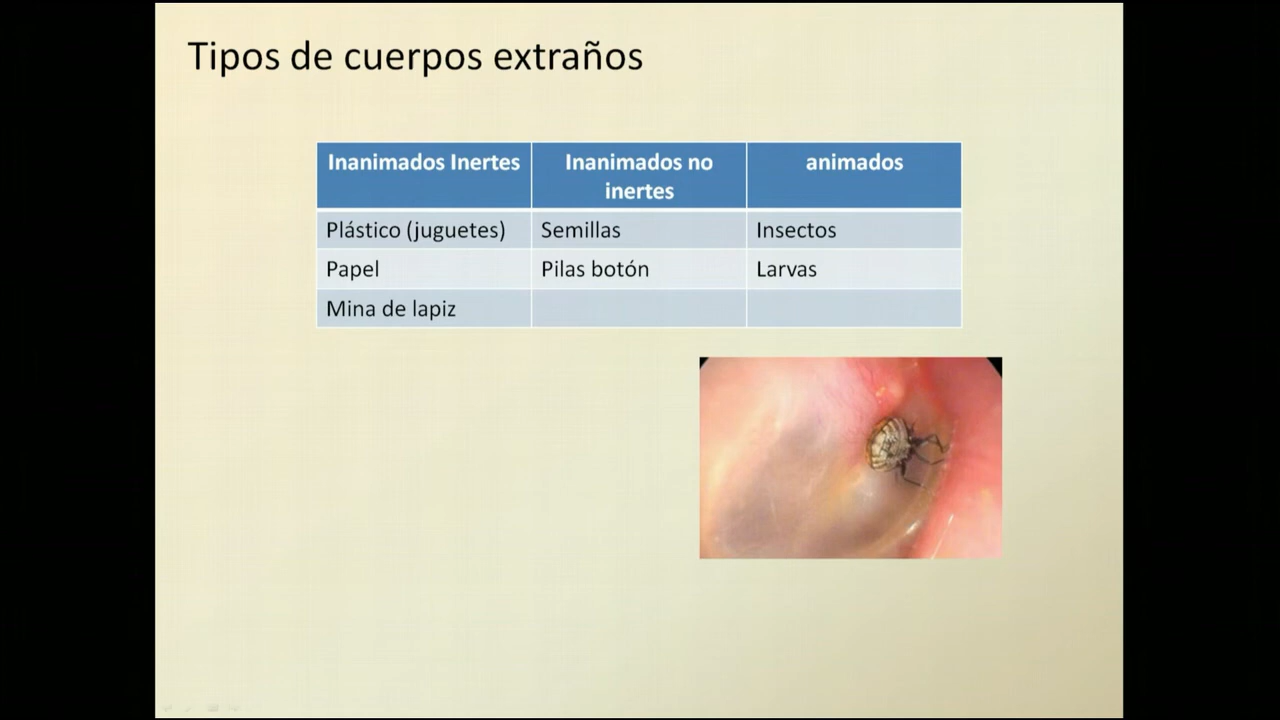 Tipos de cuerpos extraños
Inanimados Inertes
Inanimados no
inertes
animados
Plástico (juguetes)
Semillas
Insectos
Papel
Pilas botón
Larvas
Mina de lapiz